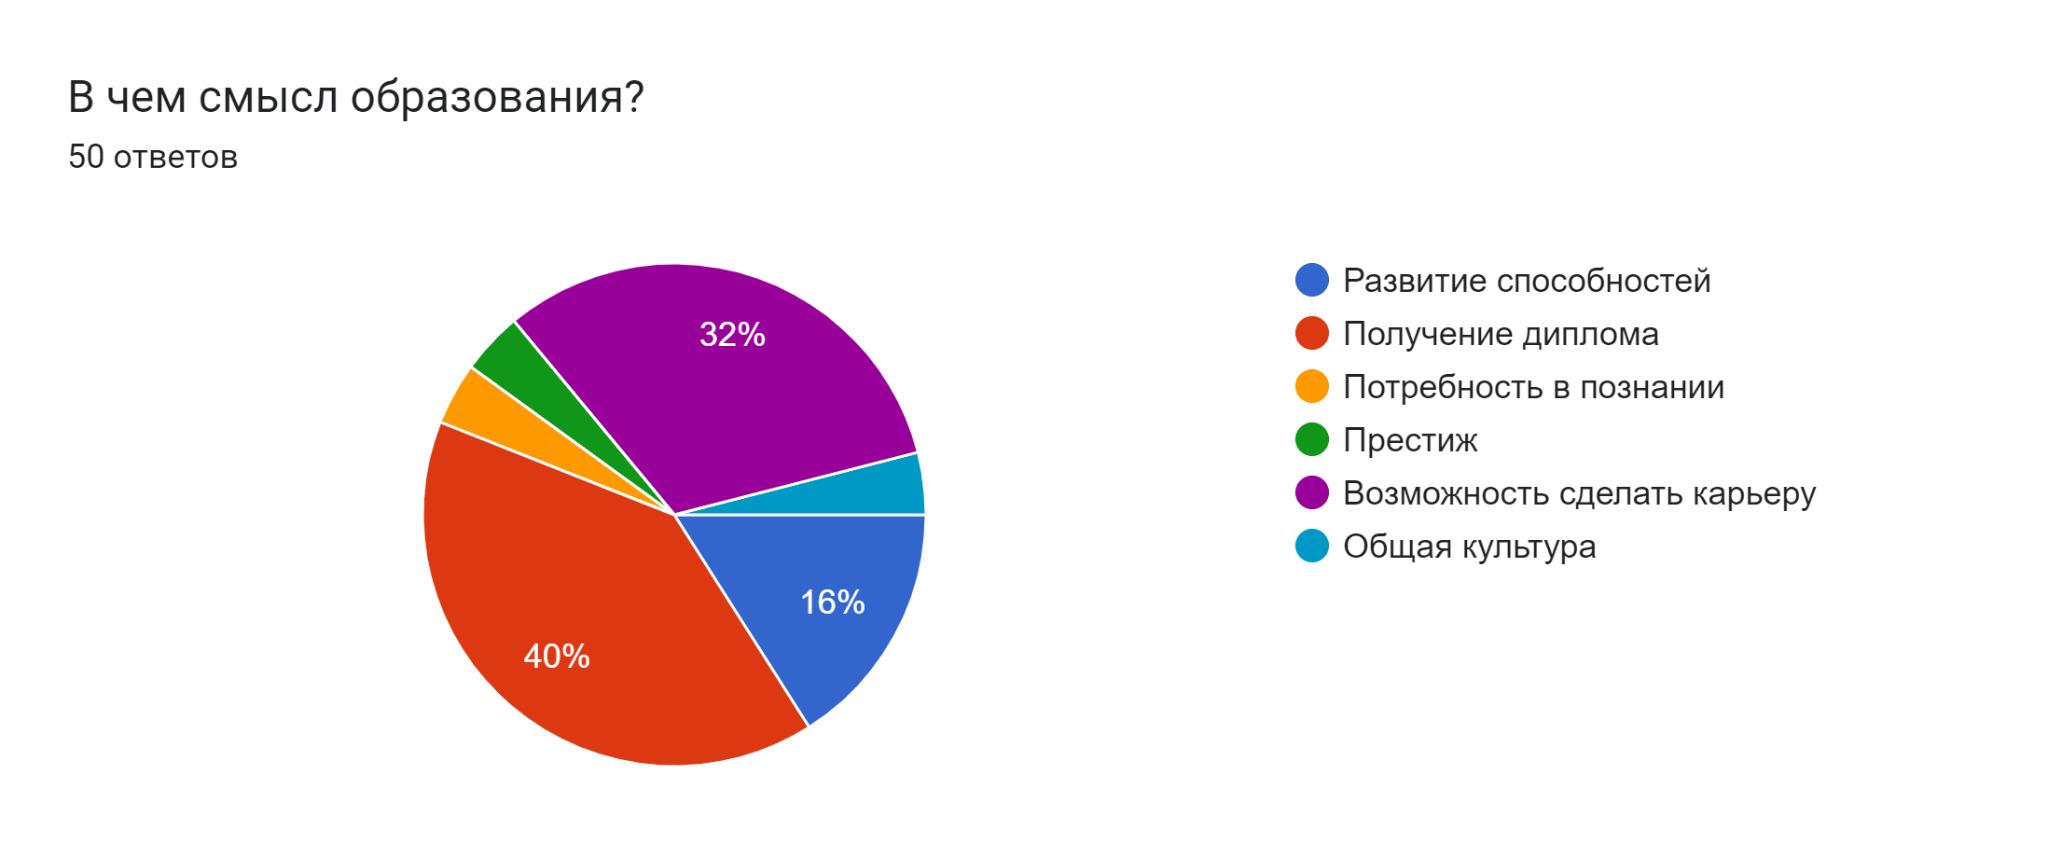 В чем смысл образования?
50 ответов
32%
16%
40%
Развитие способностей
Получение диплома
Потребность в познании
Престиж
Возможность сделать карьеру
Общая культура